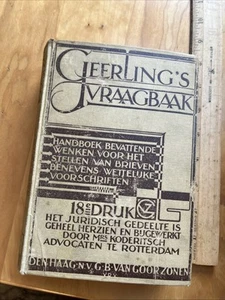 GEERLING'S
VRAAGBAAK
HANDBOEK BEVATTENDE
WENKEN VOOR HET
STELLEN VAN BRIEVEN
BENEVENS WETTELIJKE
VOORSCHRIFTEN
18E DRUK
HET JURIDISCH GEDEELTE IS
GEHEEL HERZIEN EN BIJGEWERKT
DOOR MRS KODERITSCH
ADVOCATEN TE ROTTERDAM
DEN HAAG N.V. G.B. VAN GOOR ZONEN